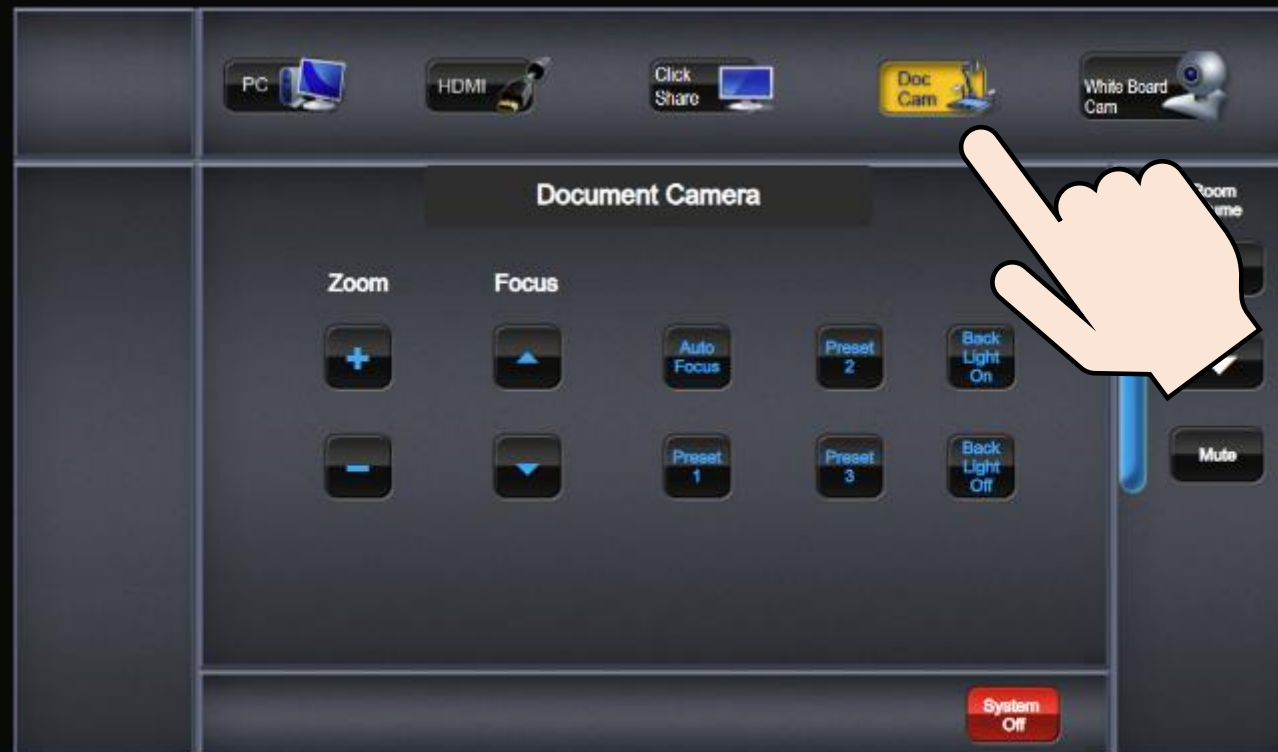 PC
HDMI
Click
Share
Doc
Cam
White Board
Cam
Document Camera
Zoom
Focus
Auto
Focus
Preset
2
Back
Light
On
Preset
1
Preset
3
Back
Light
Off
Mute
System
Off